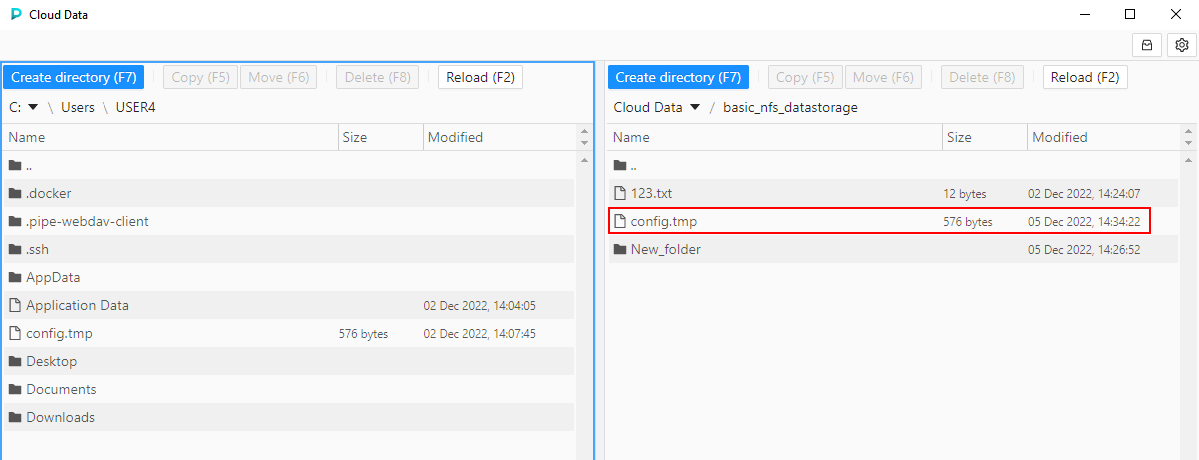 Cloud Data
Create directory (F7) Copy (F5) Move (F6) Delete (F8) Reload (F2)
C: \ Users \ USER4
Name Size Modified
..
.docker
.pipe-webdav-client
.ssh
AppData
Application Data 02 Dec 2022, 14:04:05
config.tmp 576 bytes 02 Dec 2022, 14:07:45
Desktop
Documents
Downloads
Create directory (F7) Copy (F5) Move (F6) Delete (F8) Reload (F2)
Cloud Data / basic_nfs_datastorage
Name Size Modified
..
123.txt 12 bytes 02 Dec 2022, 14:24:07
config.tmp 576 bytes 05 Dec 2022, 14:34:22
New_folder 05 Dec 2022, 14:26:52